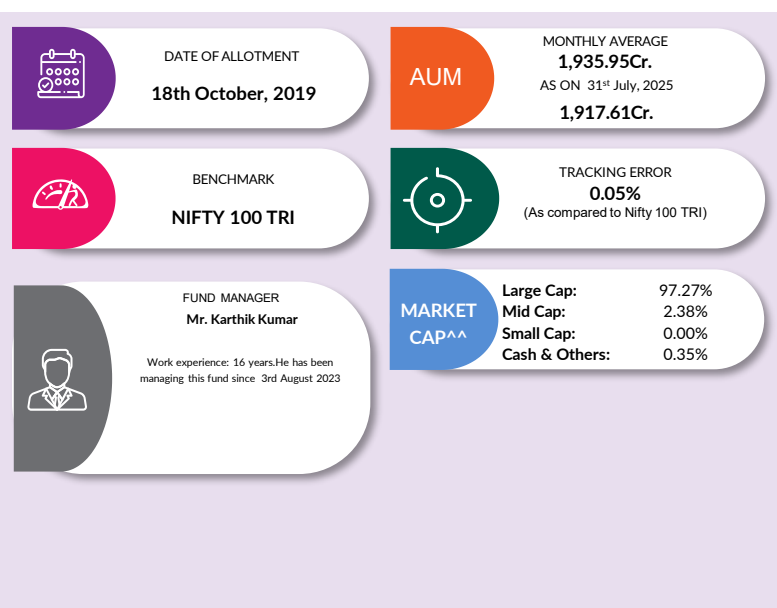 DATE OF ALLOTMENT
18th October, 2019
AUM
MONTHLY AVERAGE
1,935.95Cr.
AS ON 31st July, 2025
1,917.61Cr.
BENCHMARK
NIFTY 100 TRI
TRACKING ERROR
0.05%
(As compared to Nifty 100 TRI)
FUND MANAGER
Mr. Karthik Kumar
Work experience: 16 years.He has been
managing this fund since 3rd August 2023
MARKET
CAP^^
Large Cap: 97.27%
Mid Cap: 2.38%
Small Cap: 0.00%
Cash & Others: 0.35%